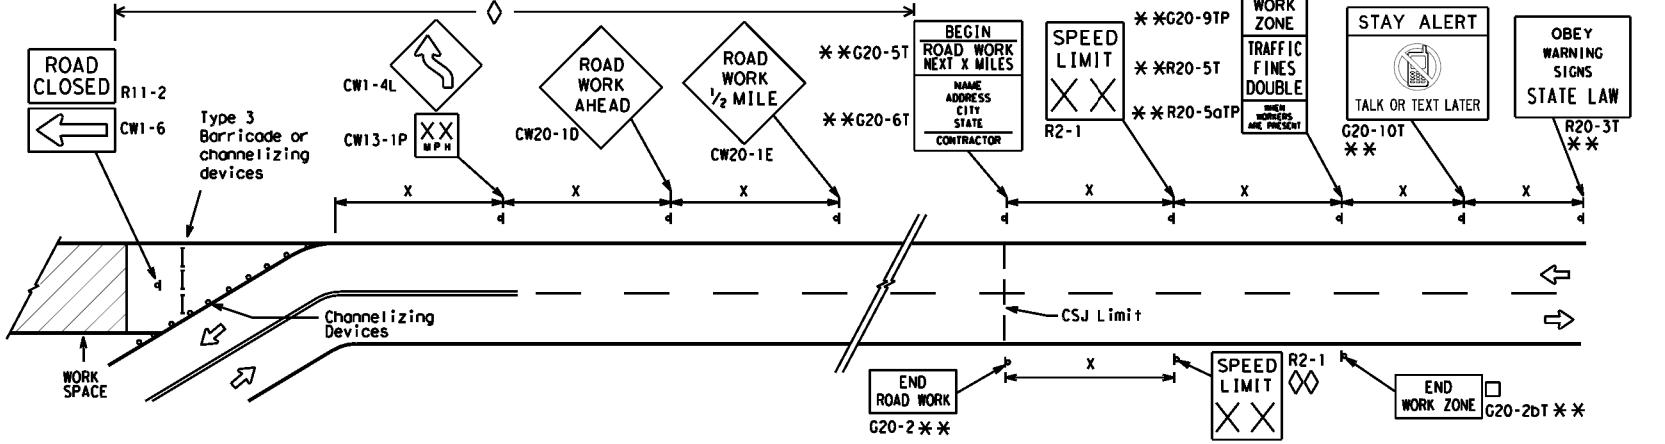 ROAD
CLOSED
R11-2
CW1-6
Type 3
Barricade or
channelizing
devices
CW1-4L
XX
MPH
CW13-1P
ROAD
WORK
AHEAD
CW20-1D
ROAD
WORK
1/2 MILE
CW20-1E
* *G20-5T
* *G20-6T
BEGIN
ROAD WORK
NEXT X MILES
NAME
ADDRESS
CITY
STATE
CONTRACTOR
SPEED
LIMIT
X X
R2-1
* *G20-9TP
* *R20-5T
* *R20-5aTP
WORK
ZONE
TRAFFIC
FINES
DOUBLE
WHEN
WORKERS
ARE PRESENT
STAY ALERT
TALK OR TEXT LATER
G20-10T
* *
OBEY
WARNING
SIGNS
STATE LAW
R20-3T
* *
X
X
X
X
X
X
X
Channelizing
Devices
CSJ Limit
WORK
SPACE
X
END
ROAD WORK
G20-2 * *
SPEED
LIMIT
X X
R2-1
END
WORK ZONE
G20-2bT * *